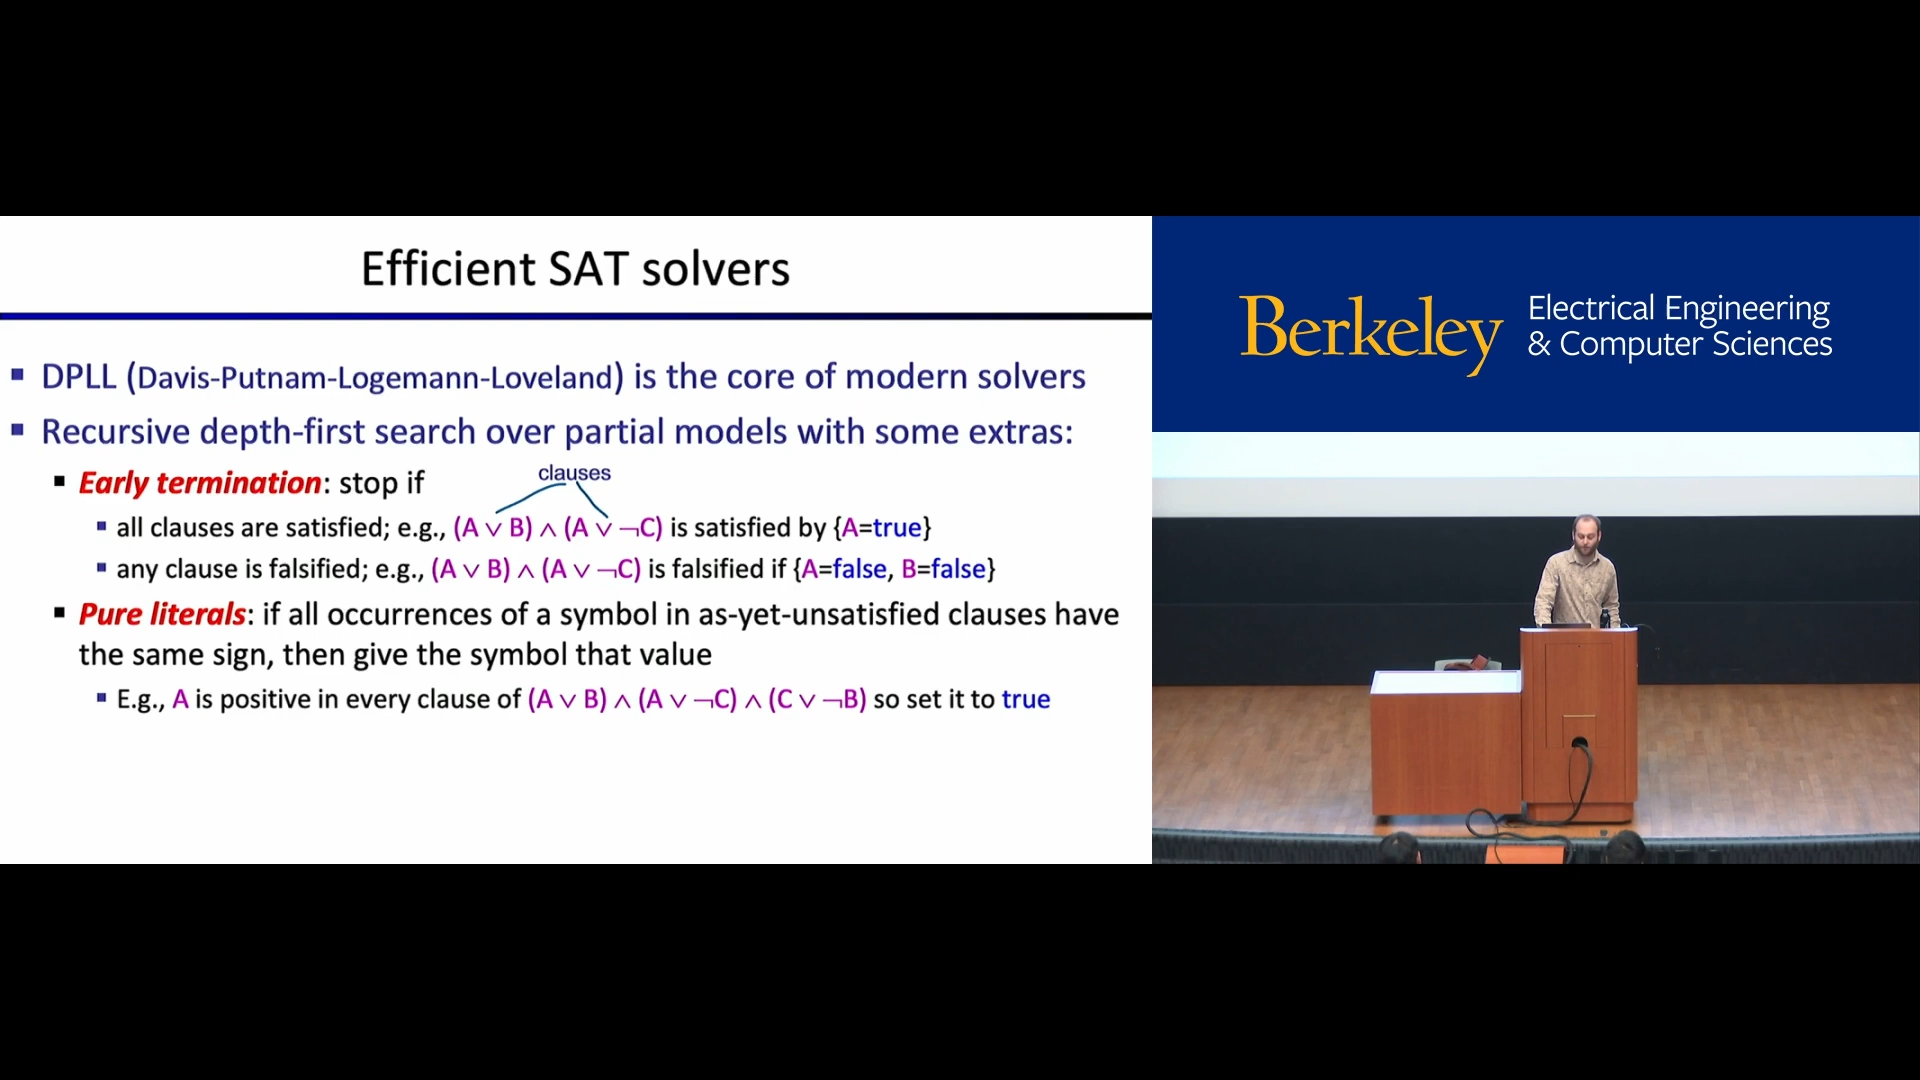 Efficient SAT solvers
▪ DPLL (Davis-Putnam-Logemann-Loveland) is the core of modern solvers
▪ Recursive depth-first search over partial models with some extras:
▪ Early termination: stop if
clauses
▪ all clauses are satisfied; e.g., (A ∨ B) ∧ (A ∨ ¬C) is satisfied by {A=true}
▪ any clause is falsified; e.g., (A ∨ B) ∧ (A ∨ ¬C) is falsified if {A=false, B=false}
▪ Pure literals: if all occurrences of a symbol in as-yet-unsatisfied clauses have
the same sign, then give the symbol that value
▪ E.g., A is positive in every clause of (A ∨ B) ∧ (A ∨ ¬C) ∧ (C ∨ ¬B) so set it to true
Berkeley
Electrical Engineering
& Computer Sciences